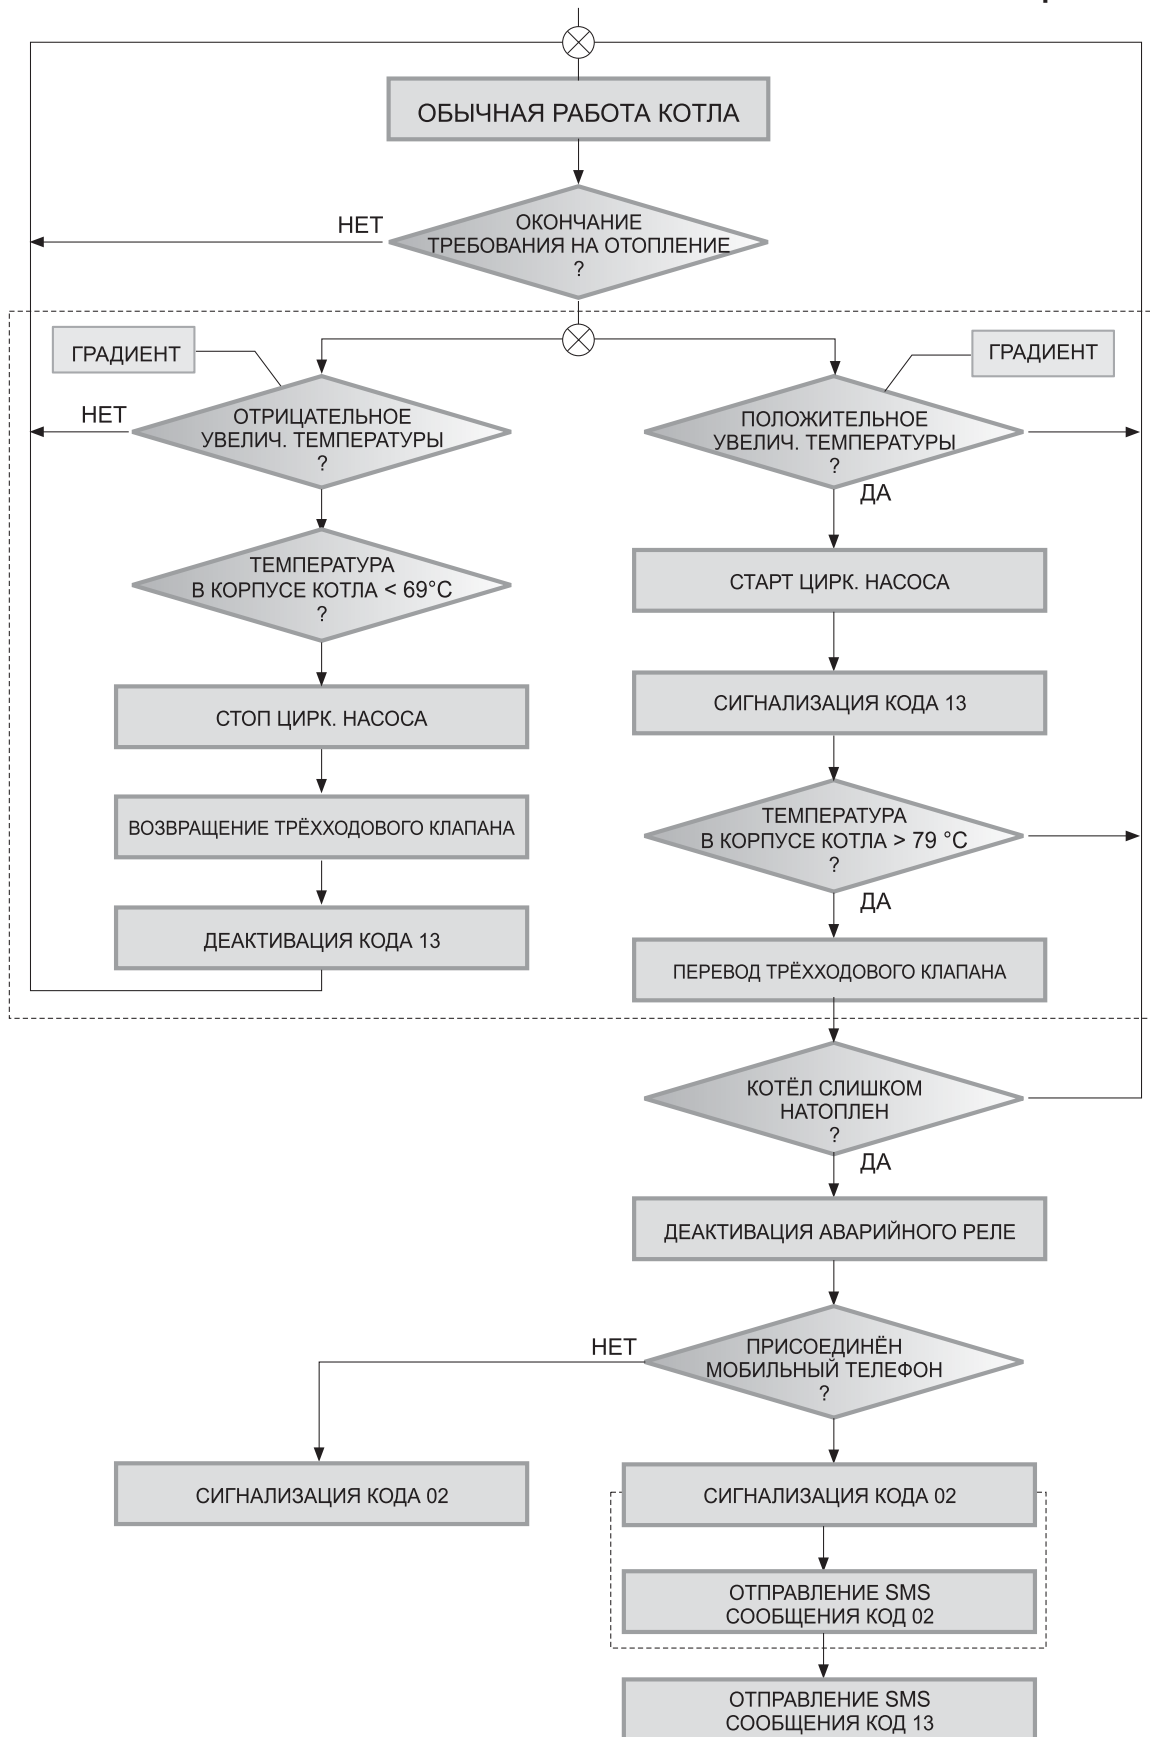 ОБЫЧНАЯ РАБОТА КОТЛА
ОКОНЧАНИЕ
ТРЕБОВАНИЯ НА ОТОПЛЕНИЕ
?
НЕТ
ГРАДИЕНТ
ГРАДИЕНТ
НЕТ
ОТРИЦАТЕЛЬНОЕ
УВЕЛИЧ. ТЕМПЕРАТУРЫ
?
ПОЛОЖИТЕЛЬНОЕ
УВЕЛИЧ. ТЕМПЕРАТУРЫ
?
ДА
ТЕМПЕРАТУРА
В КОРПУСЕ КОТЛА < 69°C
?
СТАРТ ЦИРК. НАСОСА
СТОП ЦИРК. НАСОСА
СИГНАЛИЗАЦИЯ КОДА 13
ВОЗВРАЩЕНИЕ ТРЁХХОДОВОГО КЛАПАНА
ТЕМПЕРАТУРА
В КОРПУСЕ КОТЛА > 79 °C
?
ДА
ДЕАКТИВАЦИЯ КОДА 13
ПЕРЕВОД ТРЁХХОДОВОГО КЛАПАНА
КОТЁЛ СЛИШКОМ
НАТОПЛЕН
?
ДА
ДЕАКТИВАЦИЯ АВАРИЙНОГО РЕЛЕ
НЕТ
ПРИСОЕДИНЁН
МОБИЛЬНЫЙ ТЕЛЕФОН
?
СИГНАЛИЗАЦИЯ КОДА 02
СИГНАЛИЗАЦИЯ КОДА 02
ОТПРАВЛЕНИЕ SMS
СООБЩЕНИЯ КОД 02
ОТПРАВЛЕНИЕ SMS
СООБЩЕНИЯ КОД 13